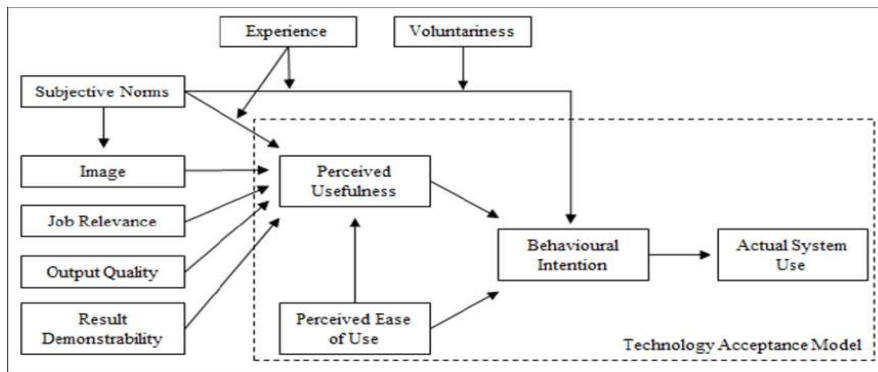 Experience
Voluntariness
Subjective Norms
Image
Perceived
Usefulness
Job Relevance
Behavioural
Intention
Actual System
Use
Output Quality
Result
Demonstrability
Perceived Ease
of Use
Technology Acceptance Model